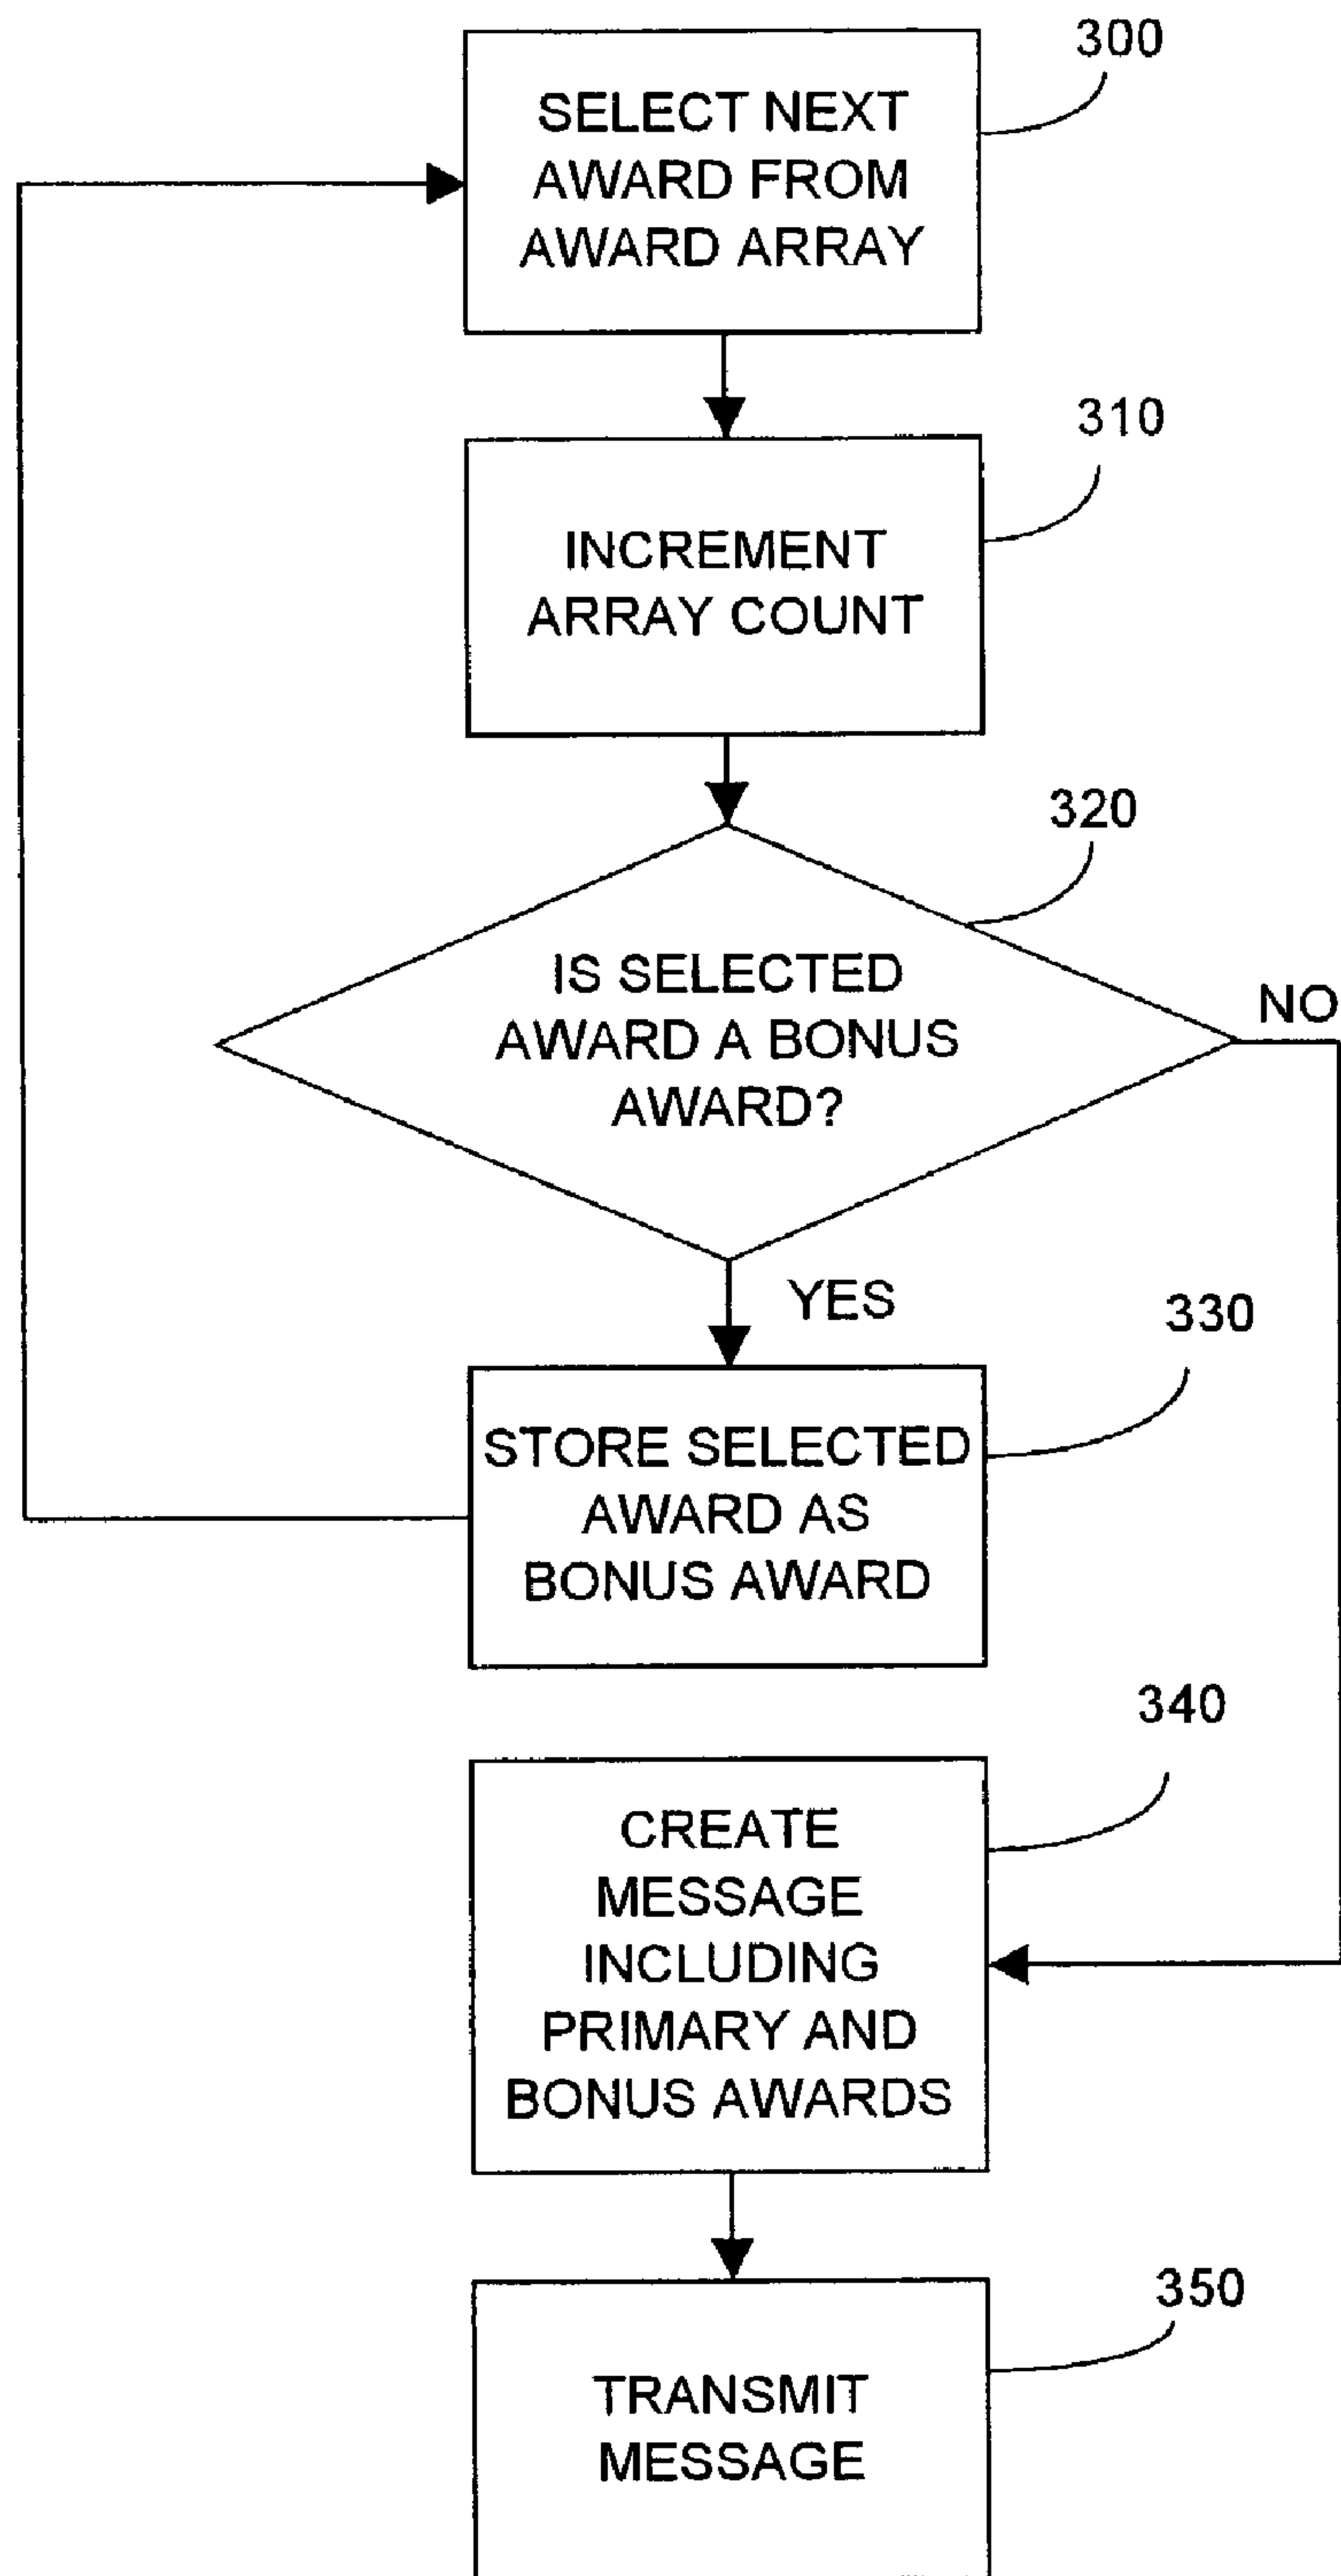 300
SELECT NEXT
AWARD FROM
AWARD ARRAY
310
INCREMENT
ARRAY COUNT
320
IS SELECTED
AWARD A BONUS
AWARD?
NO
YES
330
STORE SELECTED
AWARD AS
BONUS AWARD
340
CREATE
MESSAGE
INCLUDING
PRIMARY AND
BONUS AWARDS
350
TRANSMIT
MESSAGE